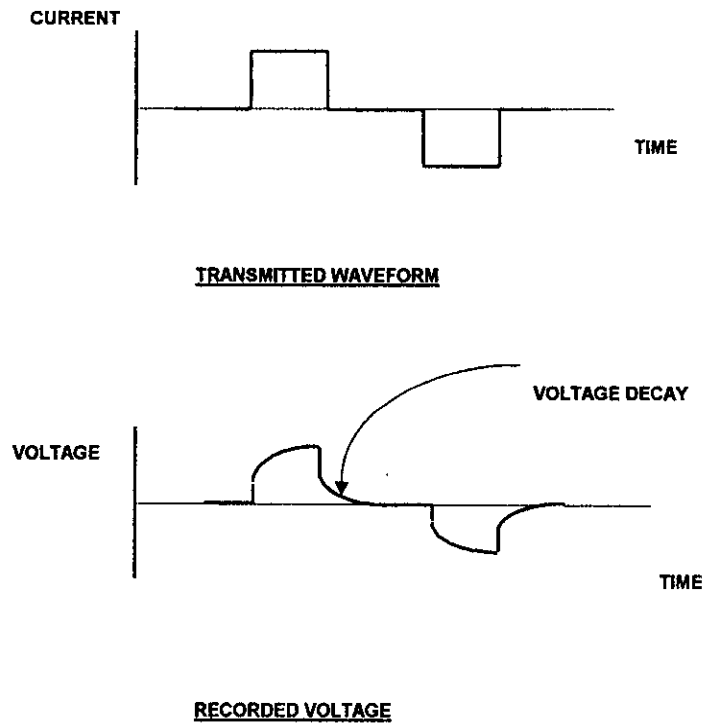 CURRENT
TIME
TRANSMITTED WAVEFORM
VOLTAGE DECAY
VOLTAGE
TIME
RECORDED VOLTAGE